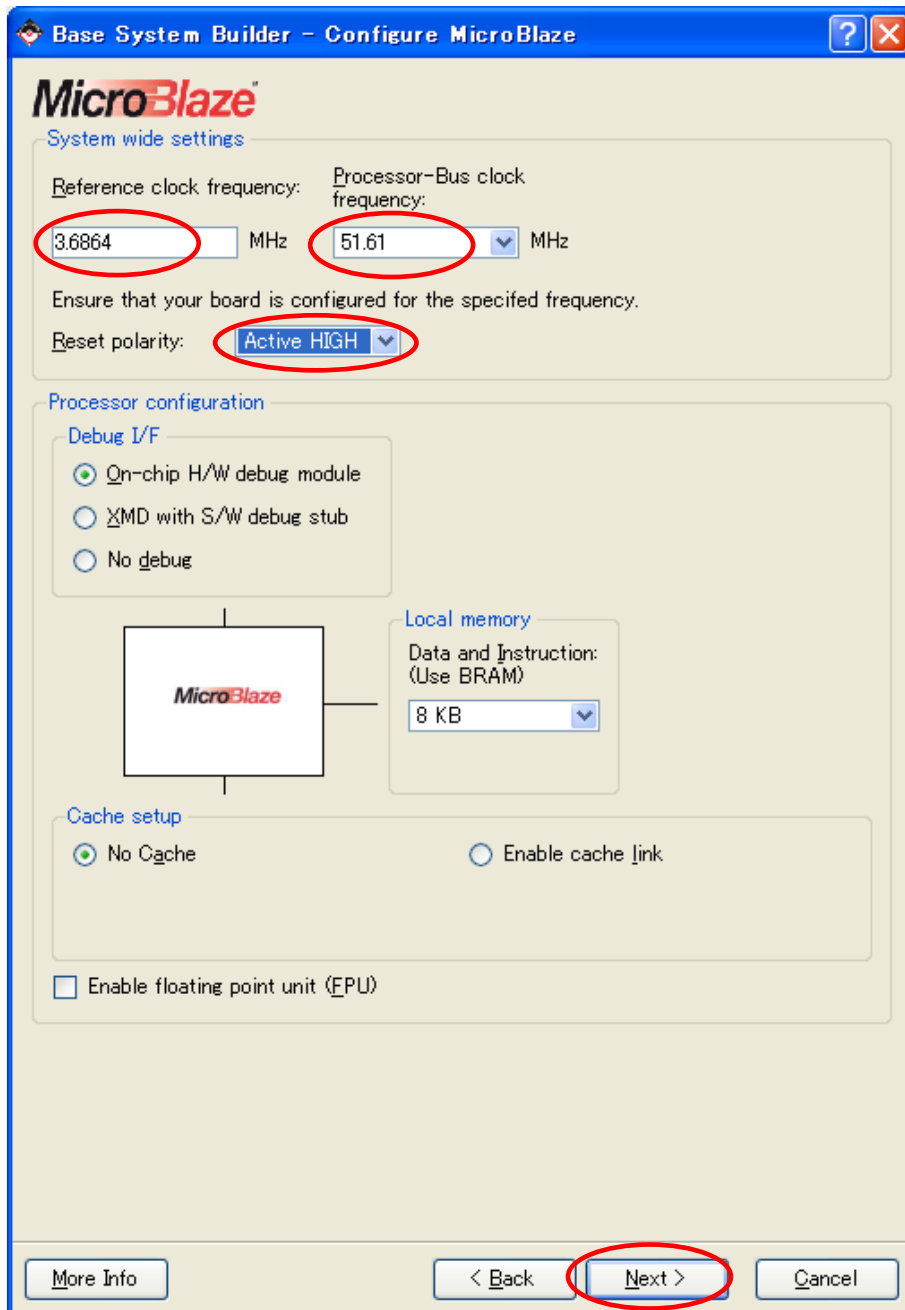 Base System Builder - Configure MicroBlaze
MicroBlaze
System wide settings
Reference clock frequency:
Processor-Bus clock
frequency:
3.6864 MHz
51.61 MHz
Ensure that your board is configured for the specifed frequency.
Reset polarity: Active HIGH
Processor configuration
Debug I/F
On-chip H/W debug module
XMD with S/W debug stub
No debug
MicroBlaze
Local memory
Data and Instruction:
(Use BRAM)
8 KB
Cache setup
No Cache
Enable cache link
Enable floating point unit (FPU)
More Info
< Back
Next >
Cancel